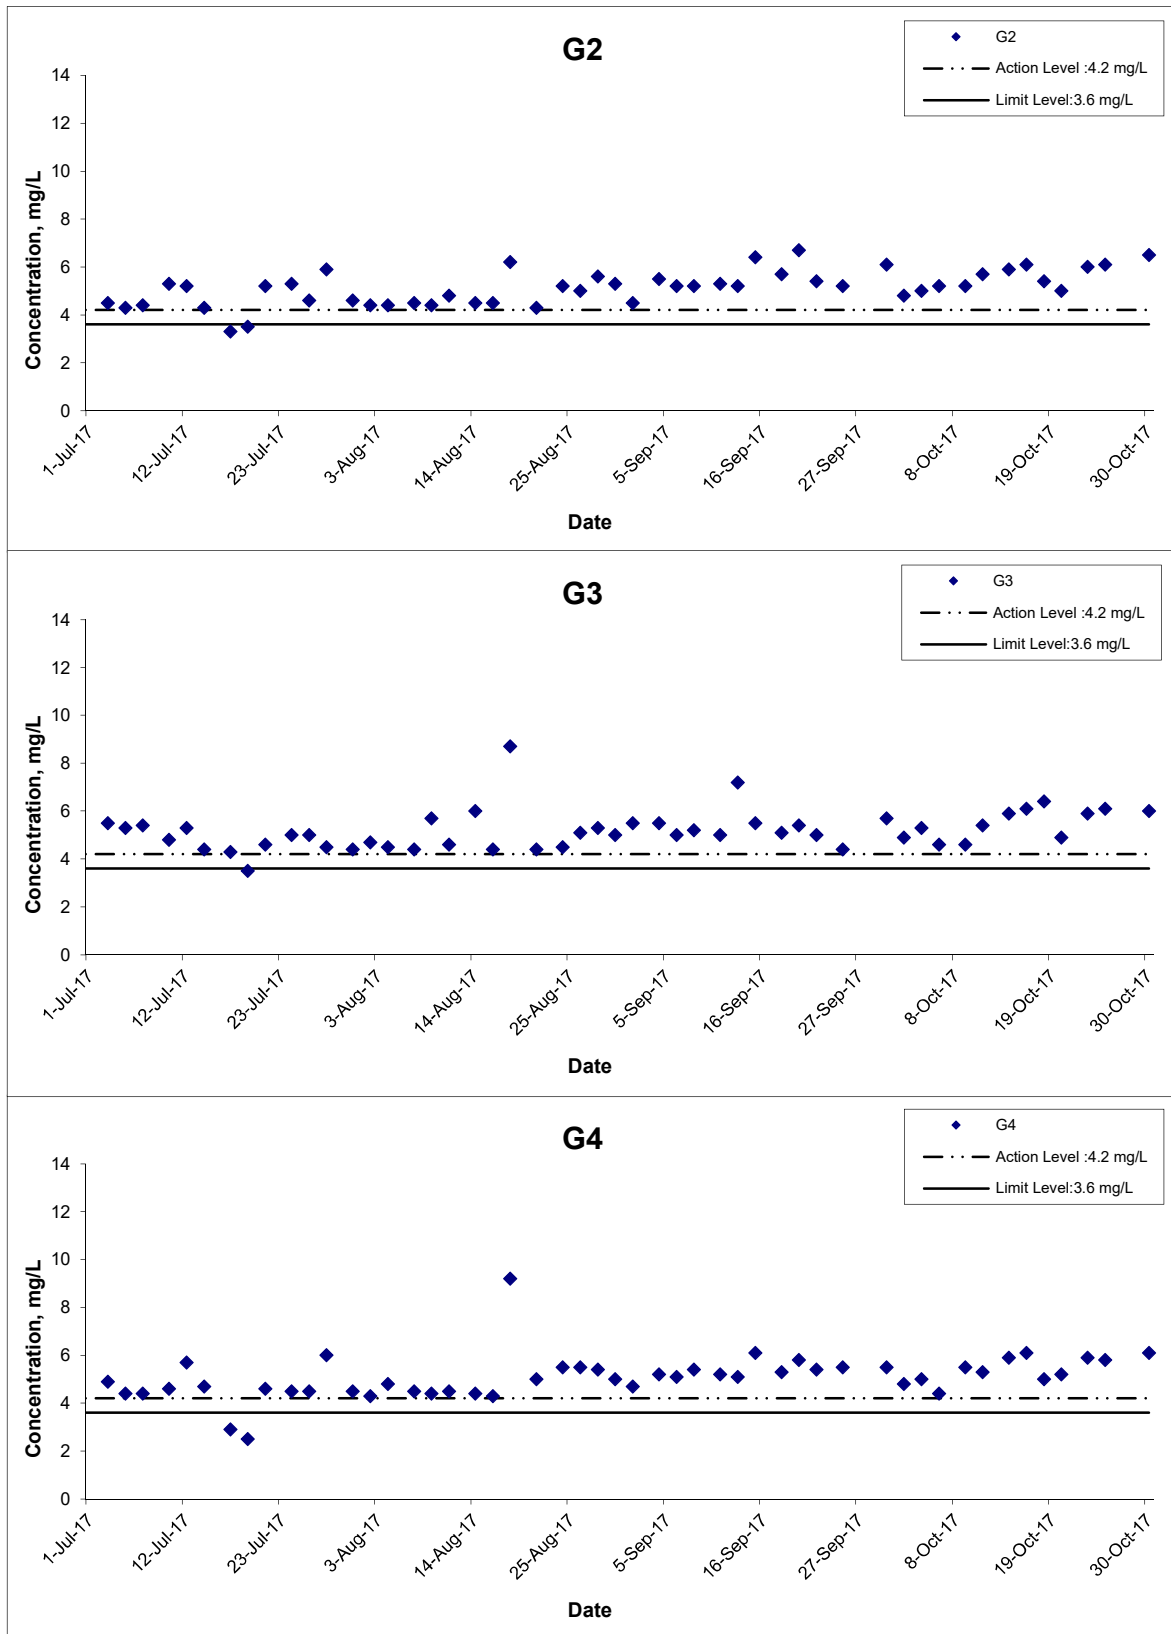 G2
G2
Action Level :4.2 mg/L
Limit Level:3.6 mg/L
Concentration, mg/L
14
12
10
8
6
4
2
0
1-Jul-17
12-Jul-17
23-Jul-17
3-Aug-17
14-Aug-17
25-Aug-17
5-Sep-17
16-Sep-17
27-Sep-17
8-Oct-17
19-Oct-17
30-Oct-17
Date
G3
G3
Action Level :4.2 mg/L
Limit Level:3.6 mg/L
Concentration, mg/L
14
12
10
8
6
4
2
0
1-Jul-17
12-Jul-17
23-Jul-17
3-Aug-17
14-Aug-17
25-Aug-17
5-Sep-17
16-Sep-17
27-Sep-17
8-Oct-17
19-Oct-17
30-Oct-17
Date
G4
G4
Action Level :4.2 mg/L
Limit Level:3.6 mg/L
Concentration, mg/L
14
12
10
8
6
4
2
0
1-Jul-17
12-Jul-17
23-Jul-17
3-Aug-17
14-Aug-17
25-Aug-17
5-Sep-17
16-Sep-17
27-Sep-17
8-Oct-17
19-Oct-17
30-Oct-17
Date